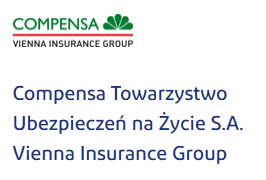 COMPENSA
VIENNA INSURANCE GROUP
Compensa Towarzystwo
Ubezpieczeń na Życie S.A.
Vienna Insurance Group